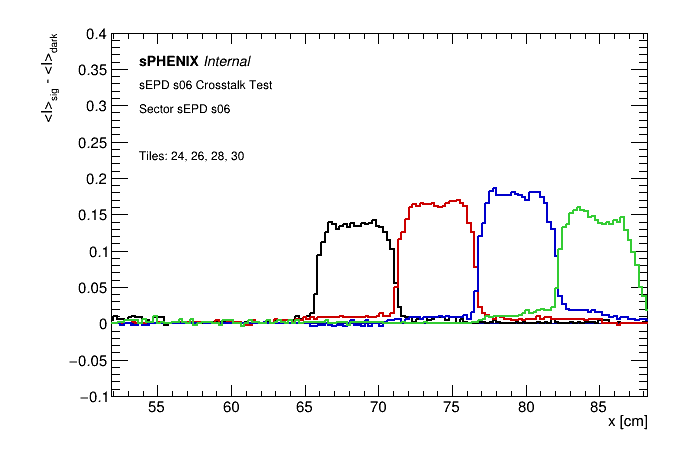 0.4
0.35
0.3
0.25
0.2
0.15
0.1
0.05
0
−0.05
−0.1
<I>sig - <I>dark
sPHENIX Internal
sEPD s06 Crosstalk Test
Sector sEPD s06
Tiles: 24, 26, 28, 30
55 60 65 70 75 80 85
x [cm]